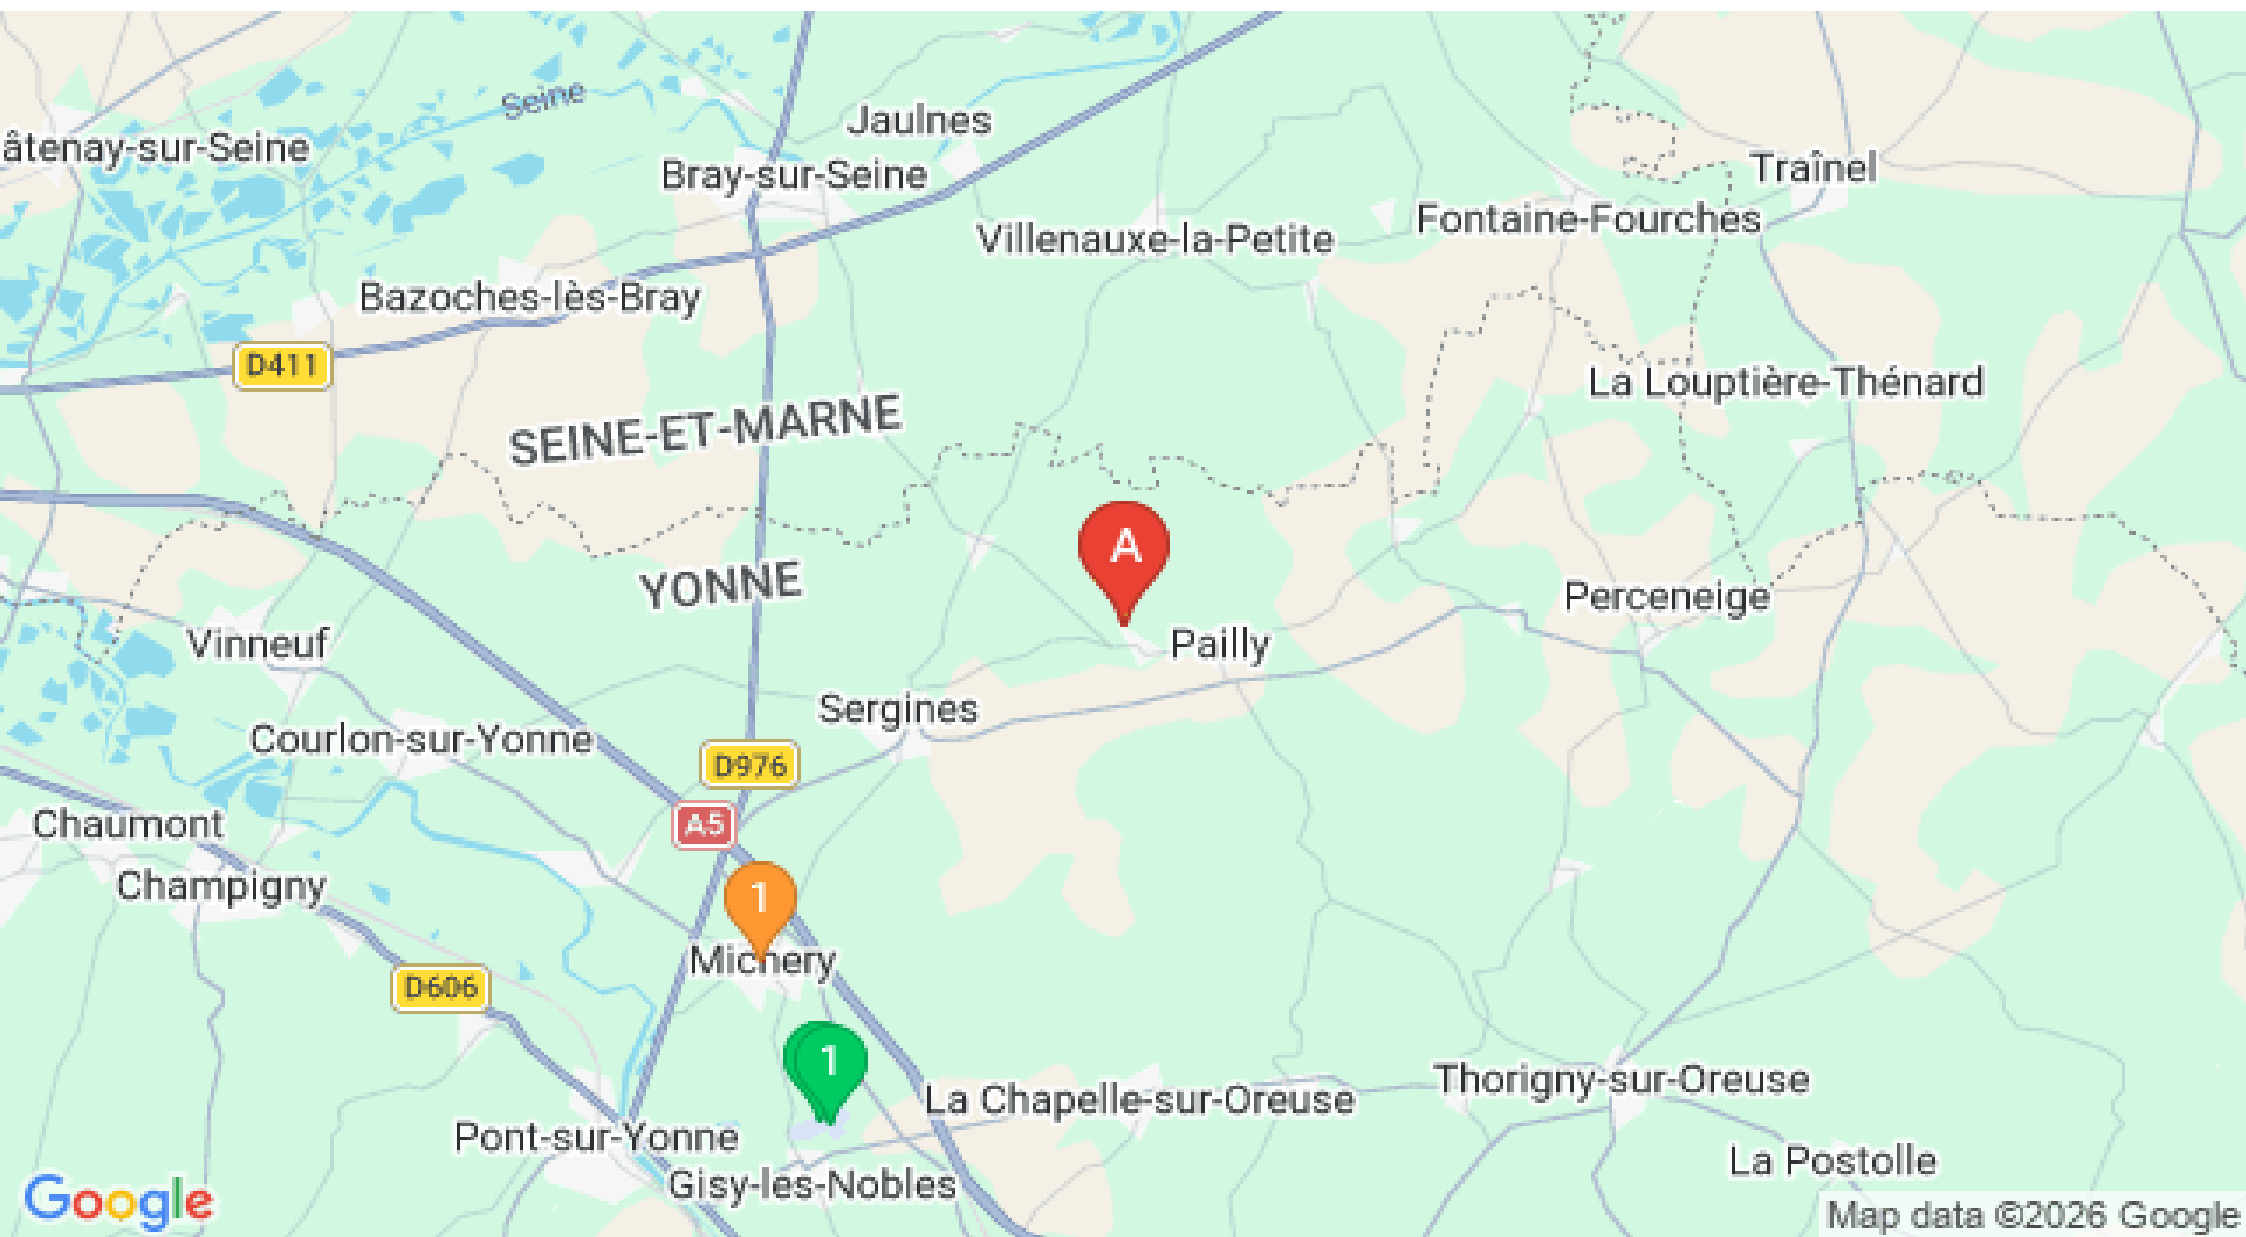 Seine
Jaulnes
âtenay-sur-Seine
Bray-sur-Seine
Traînel
Fontaine-Fourches
Villenauxe-la-Petite
Bazoches-lès-Bray
D411
La Louptière-Thénard
SEINE-ET-MARNE
A
YONNE
Perceneige
Vinneuf
Pailly
Sergines
Courlon-sur-Yonne
D976
Chaumont
A5
Champigny
1
Michery
D606
1
Thorigny-sur-Oreuse
La Chapelle-sur-Oreuse
Pont-sur-Yonne
La Postolle
Gisy-les-Nobles
Google
Map data ©2026 Google